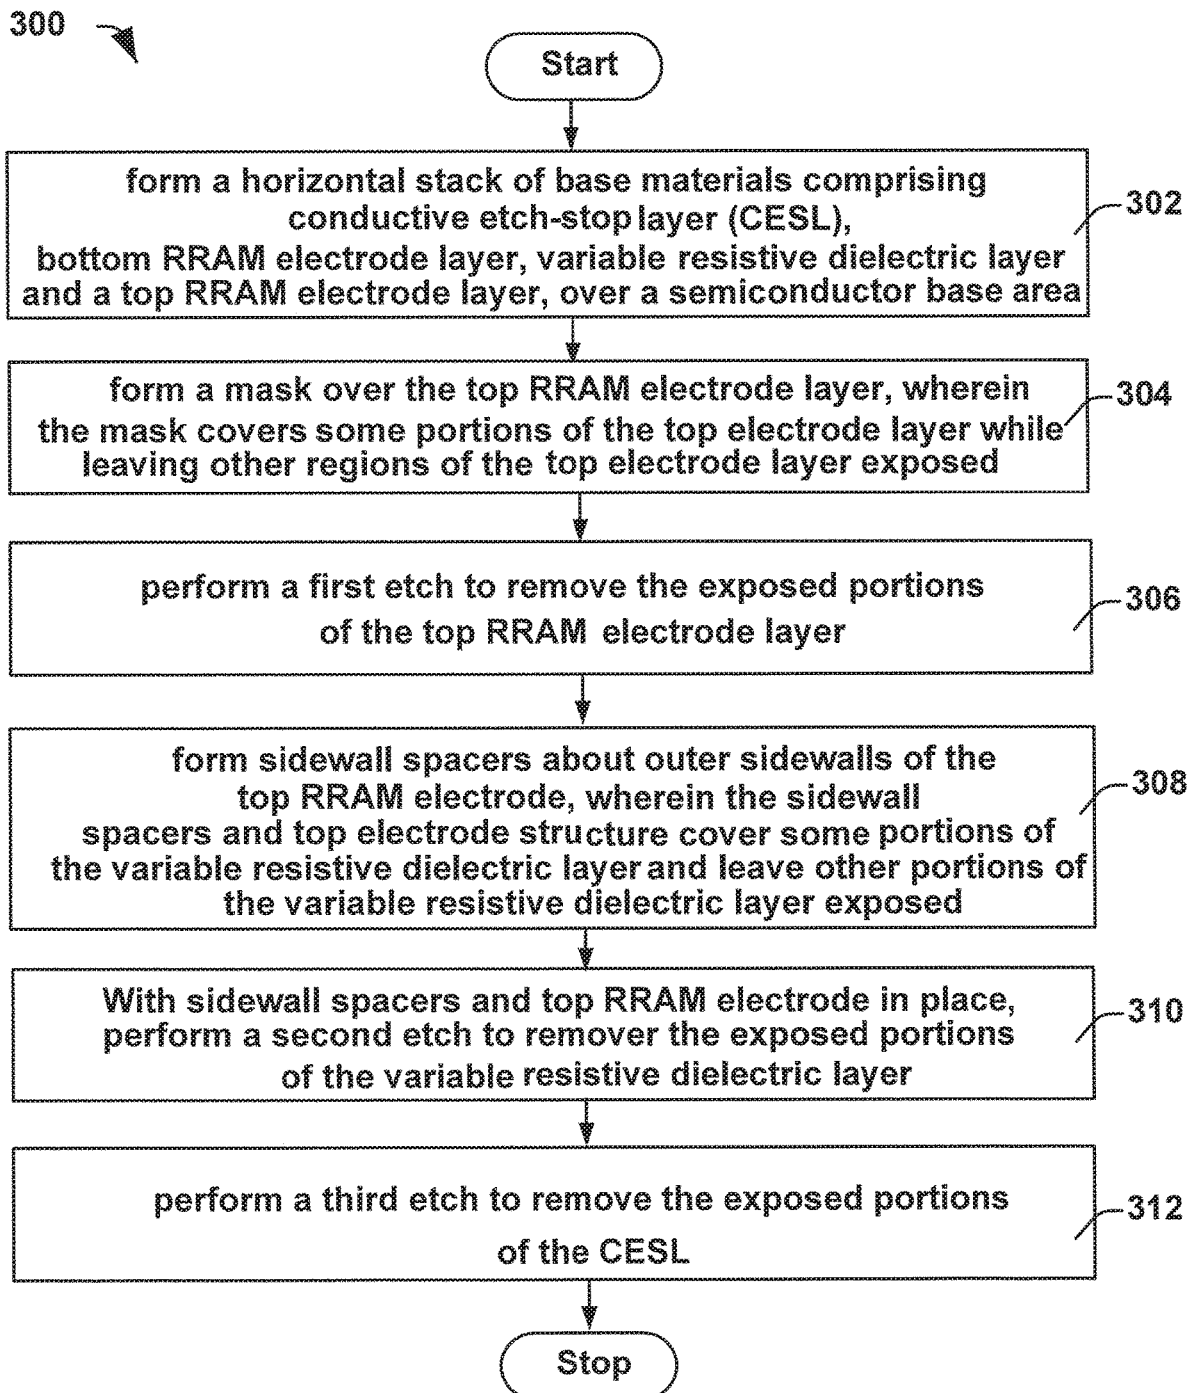 300
Start
form a horizontal stack of base materials comprising
conductive etch-stop layer (CESL),
bottom RRAM electrode layer, variable resistive dielectric layer
and a top RRAM electrode layer, over a semiconductor base area
302
form a mask over the top RRAM electrode layer, wherein
the mask covers some portions of the top electrode layer while
leaving other regions of the top electrode layer exposed
304
perform a first etch to remove the exposed portions
of the top RRAM electrode layer
306
form sidewall spacers about outer sidewalls of the
top RRAM electrode, wherein the sidewall
spacers and top electrode structure cover some portions of
the variable resistive dielectric layer and leave other portions of
the variable resistive dielectric layer exposed
308
With sidewall spacers and top RRAM electrode in place,
perform a second etch to remover the exposed portions
of the variable resistive dielectric layer
310
perform a third etch to remove the exposed portions
of the CESL
312
Stop